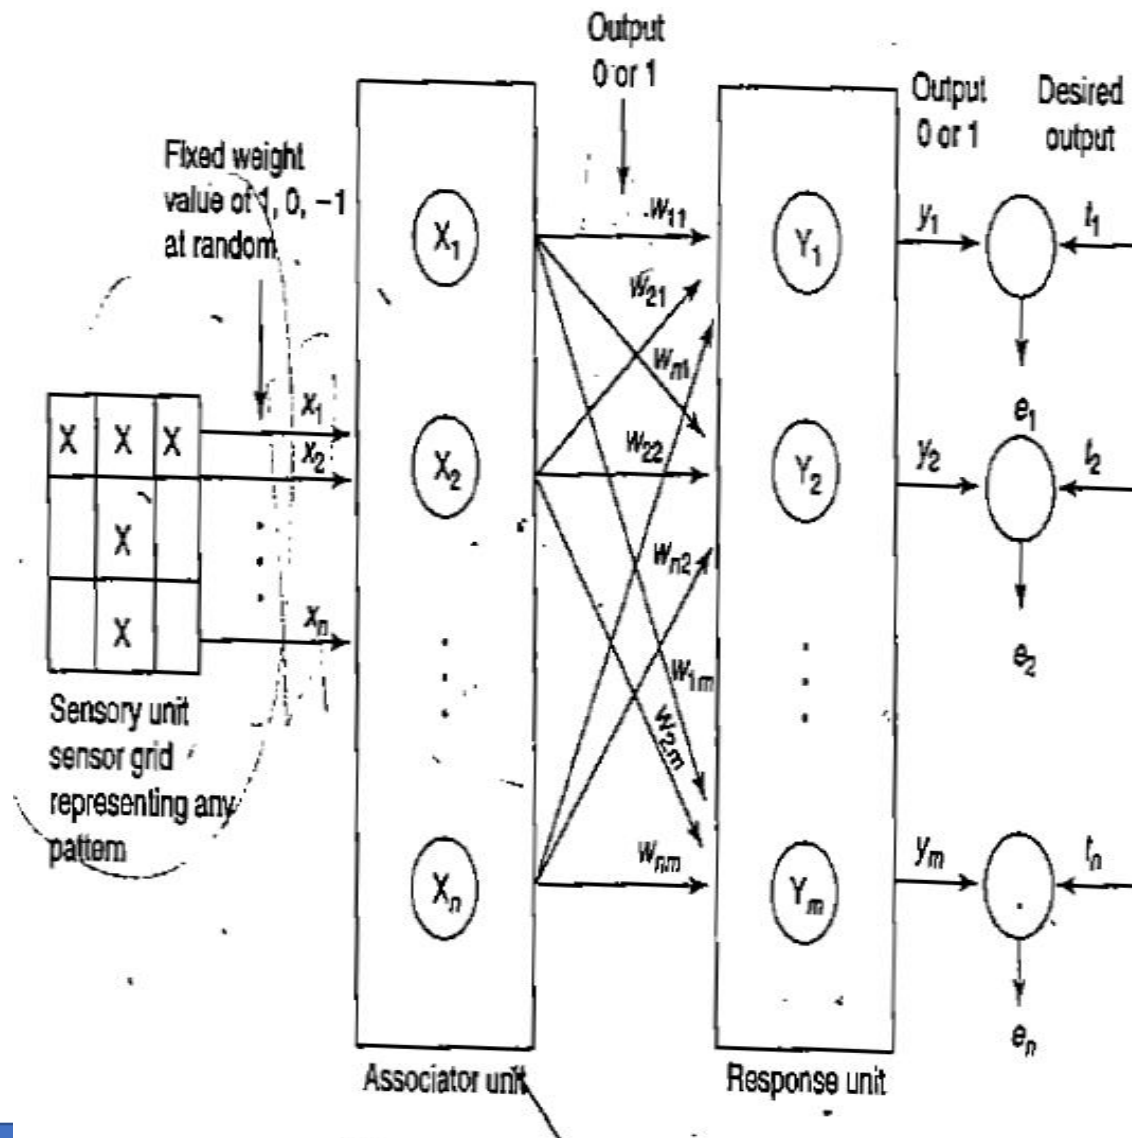 Output
0 or 1
Output
0 or 1
Desired
output
Fixed weight
value of 1, 0, −1
at random
X₁
w₁₁
Y₁
y₁
t₁
w₂₁
wₘ₁
e₁
x₁
X X X
x₂
X₂
w₂₂
Y₂
y₂
t₂
X
wₙ₂
e₂
X
xₙ
w₁ₘ
w₂ₘ
Sensory unit
sensor grid
representing any
pattern
Xₙ
wₙₘ
Yₘ
yₘ
tₙ
eₙ
Associator unit
Response unit